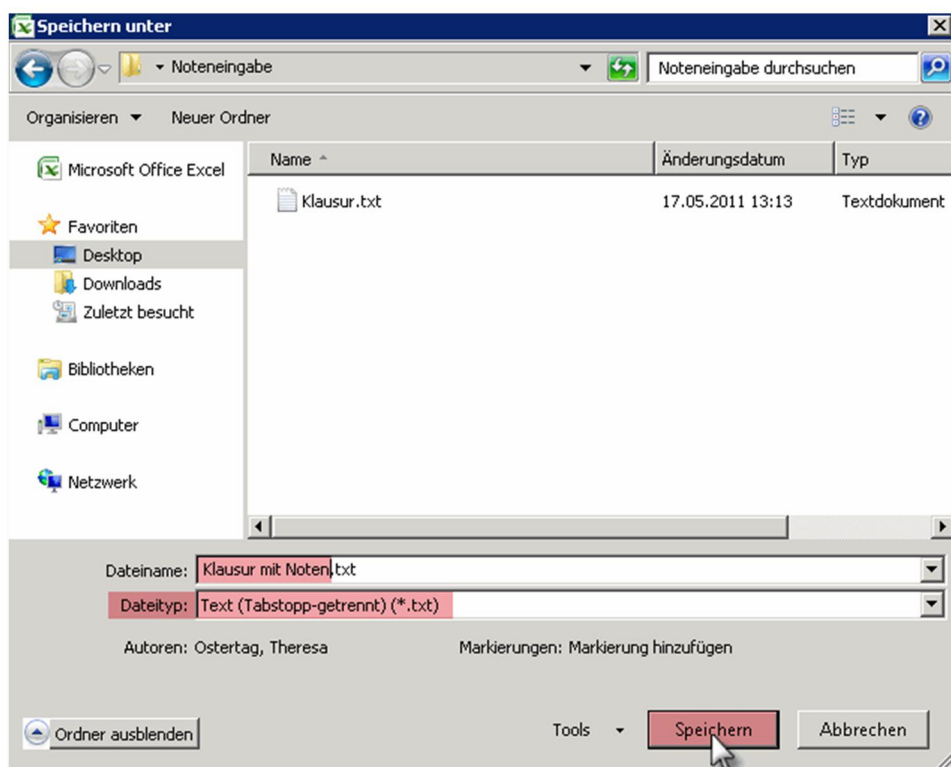 Speichern unter
Noteneingabe
Noteneingabe durchsuchen
Organisieren
Neuer Ordner
Microsoft Office Excel
Favoriten
Desktop
Downloads
Zuletzt besucht
Bibliotheken
Computer
Netzwerk
Name Änderungsdatum Typ
Klausur.txt 17.05.2011 13:13 Textdokument
Dateiname: Klausur mit Noten.txt
Dateityp: Text (Tabstopp-getrennt) (*.txt)
Autoren: Ostertag, Theresa Markierungen: Markierung hinzufügen
Ordner ausblenden Tools Speichern Abbrechen